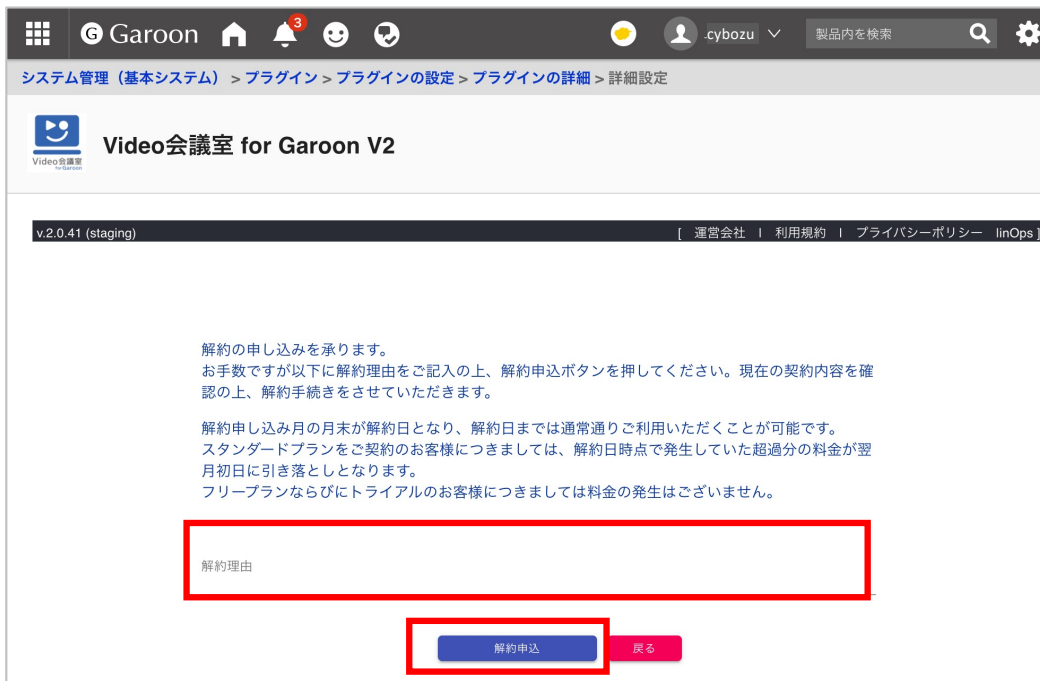 G Garoon 3 .cybozu 製品内を検索
システム管理（基本システム） > プラグイン > プラグインの設定 > プラグインの詳細 > 詳細設定
Video会議室
for Garoon
Video会議室 for Garoon V2
v.2.0.41 (staging) [ 運営会社 | 利用規約 | プライバシーポリシー linOps ]
解約の申し込みを承ります。
お手数ですが以下に解約理由をご記入の上、解約申込ボタンを押してください。現在の契約内容を確
認の上、解約手続きをさせていただきます。
解約申し込み月の月末が解約日となり、解約日までは通常通りご利用いただくことが可能です。
スタンダードプランをご契約のお客様につきましては、解約日時点で発生していた超過分の料金が翌
月初日に引き落としとなります。
フリープランならびにトライアルのお客様につきましては料金の発生はございません。
解約理由
解約申込 戻る